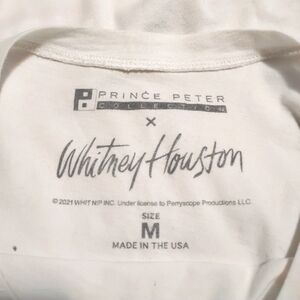 PRINCE PETER
COLLECTION
×
Whitney Houston
© 2021 WHIT NIP INC. Under license to Perryscope Productions LLC.
SIZE
M
MADE IN THE USA